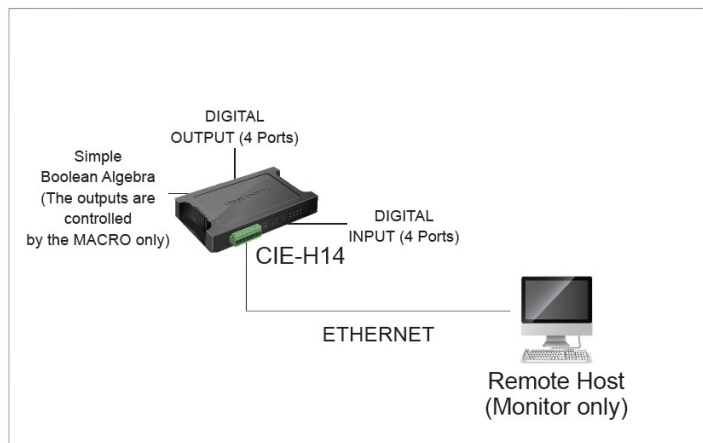 DIGITAL
OUTPUT (4 Ports)
Simple
Boolean Algebra
(The outputs are
controlled
by the MACRO only)
DIGITAL
INPUT (4 Ports)
CIE-H14
ETHERNET
Remote Host
(Monitor only)